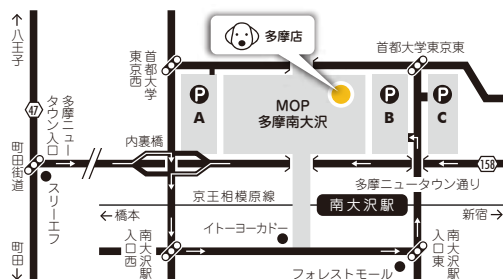 多摩店
↑八王子
首都大学
東京西
首都大学東京東
P
A
MOP
多摩南大沢
P
B
P
C
47
多摩ニュー
タウン入口
町田街道
内裏橋
158
スリーエフ
多摩ニュータウン通り
京王相模原線
南大沢駅
←橋本
新宿→
イトーヨーカドー
南大沢駅
入口西
南大沢駅
入口東
町田↓
フォレストモール